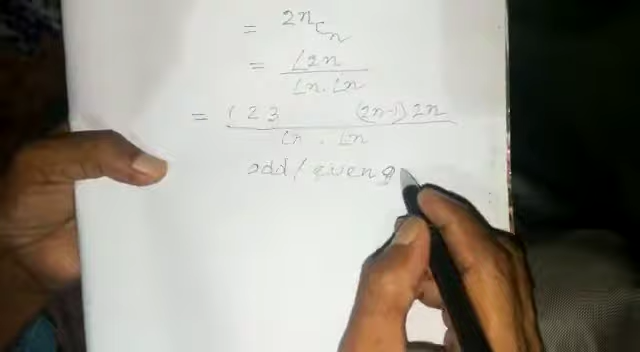 = 2nCn
= ⌊2n / ⌊n . ⌊n
= 1 2 3 (2n-1) 2n / ⌊n . ⌊n
odd / even g